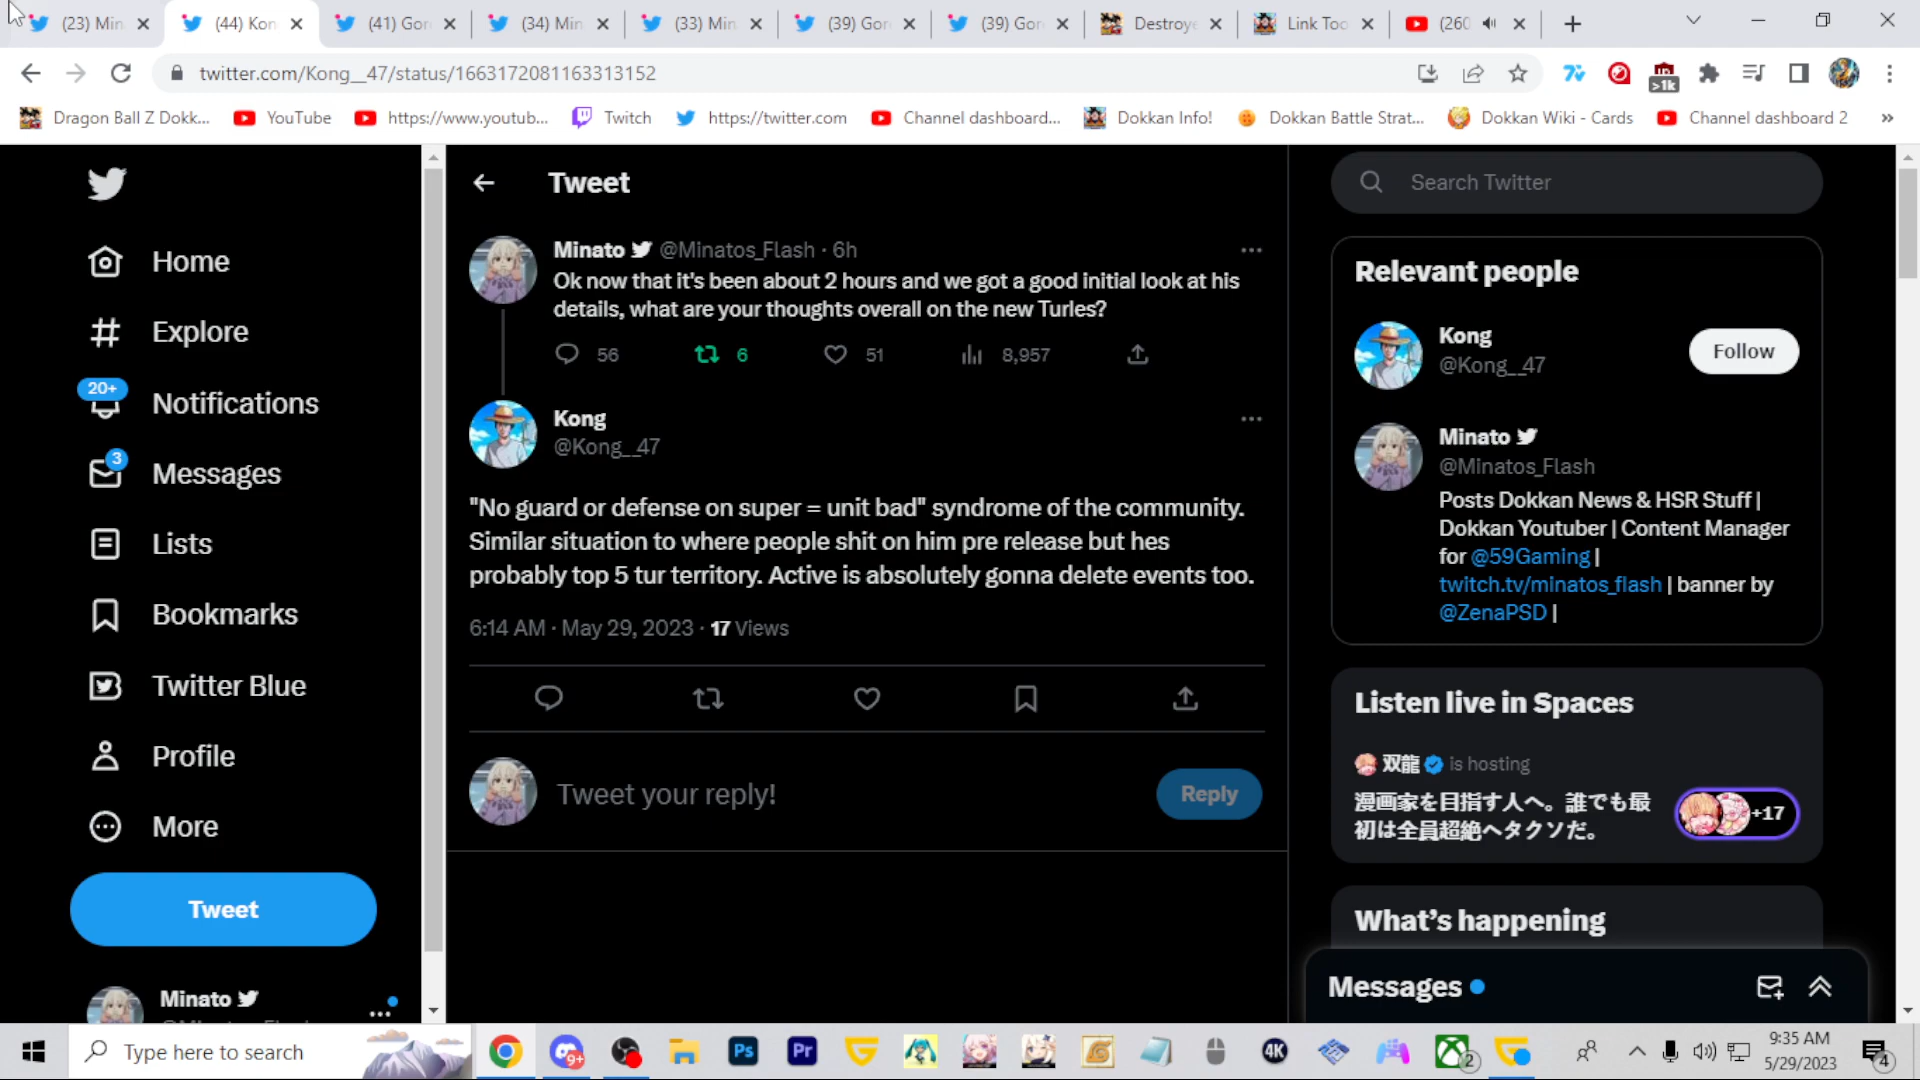 (23) Min
(44) Kon
(41) Gor
(34) Min
(33) Min
(39) Gor
(39) Gor
Destroye
Link Too
(260
twitter.com/Kong__47/status/1663172081163313152
>1k
Dragon Ball Z Dokk...
YouTube
https://www.youtub...
Twitch
https://twitter.com
Channel dashboard...
Dokkan Info!
Dokkan Battle Strat...
Dokkan Wiki - Cards
Channel dashboard 2
»
Home
Explore
20+
Notifications
3
Messages
Lists
Bookmarks
Twitter Blue
Profile
More
Tweet
Minato
Tweet
Minato @Minatos_Flash · 6h
Ok now that it's been about 2 hours and we got a good initial look at his
details, what are your thoughts overall on the new Turles?
56 6 51 8,957
Kong
@Kong__47
"No guard or defense on super = unit bad" syndrome of the community.
Similar situation to where people shit on him pre release but hes
probably top 5 tur territory. Active is absolutely gonna delete events too.
6:14 AM · May 29, 2023 · 17 Views
Tweet your reply!
Reply
Search Twitter
Relevant people
Kong
@Kong__47
Follow
Minato
@Minatos_Flash
Posts Dokkan News & HSR Stuff |
Dokkan Youtuber | Content Manager
for @59Gaming |
twitch.tv/minatos_flash | banner by
@ZenaPSD |
Listen live in Spaces
双龍 is hosting
漫画家を目指す人へ。誰でも最
初は全員超絶ヘタクソだ。
+17
What's happening
Messages
Type here to search
9+
Ps
Pr
4K
2
9:35 AM
5/29/2023
4